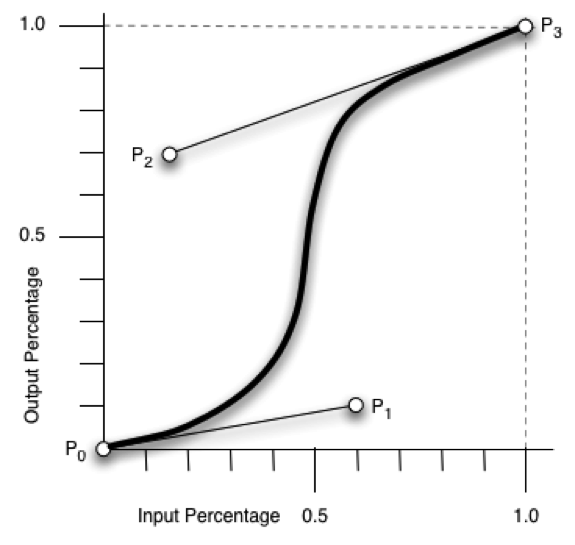 1.0
P3
P2
0.5
Output Percentage
P1
P0
Input Percentage 0.5 1.0